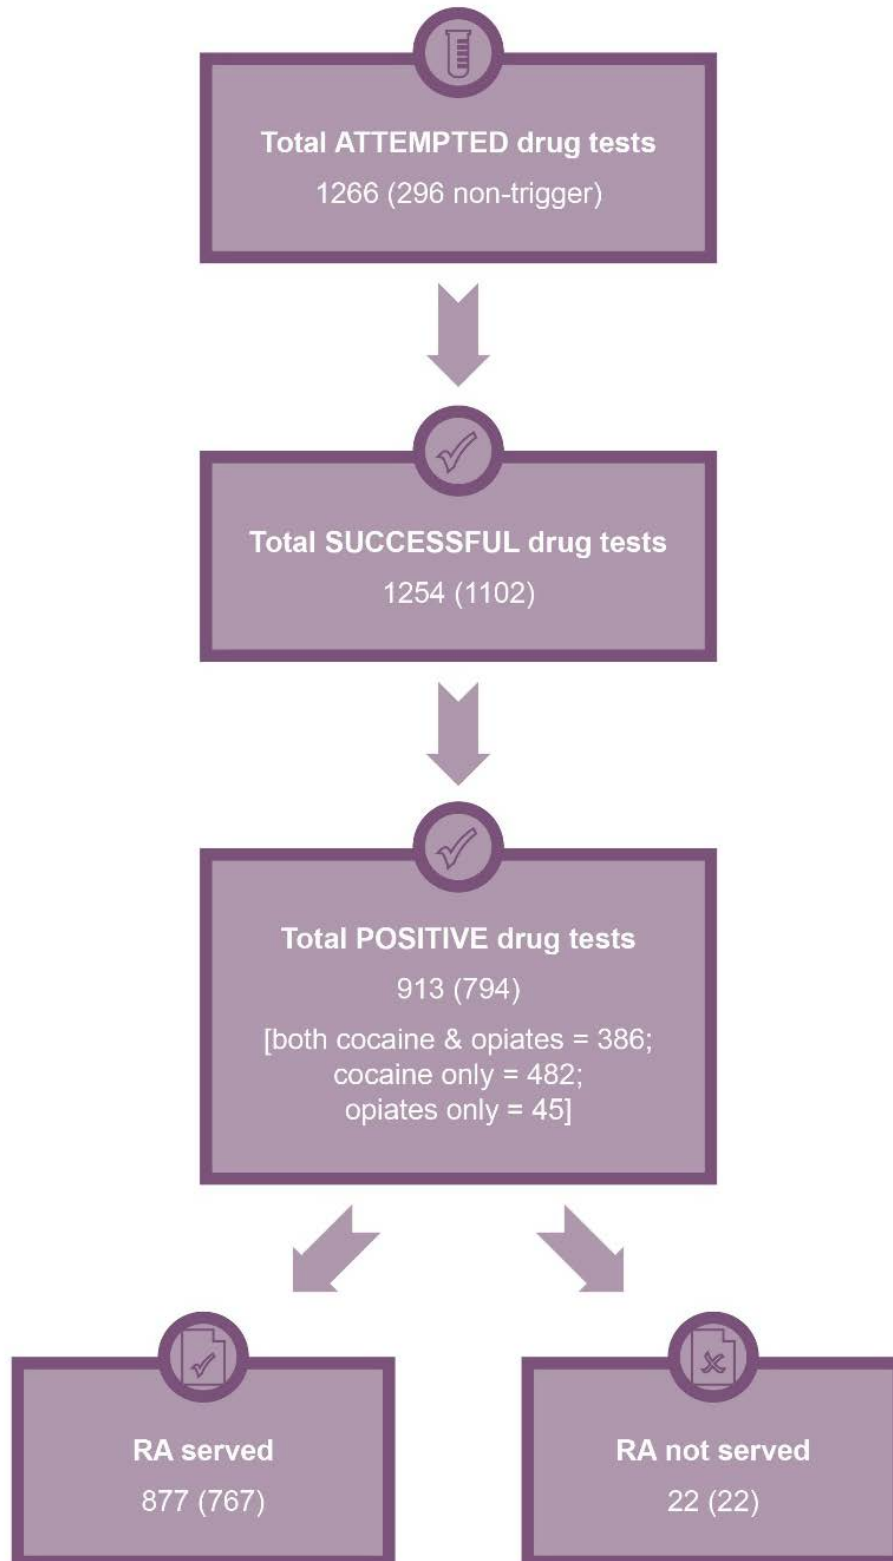 Total ATTEMPTED drug tests
1266 (296 non-trigger)
Total SUCCESSFUL drug tests
1254 (1102)
Total POSITIVE drug tests
913 (794)
[both cocaine & opiates = 386;
cocaine only = 482;
opiates only = 45]
RA served
877 (767)
RA not served
22 (22)